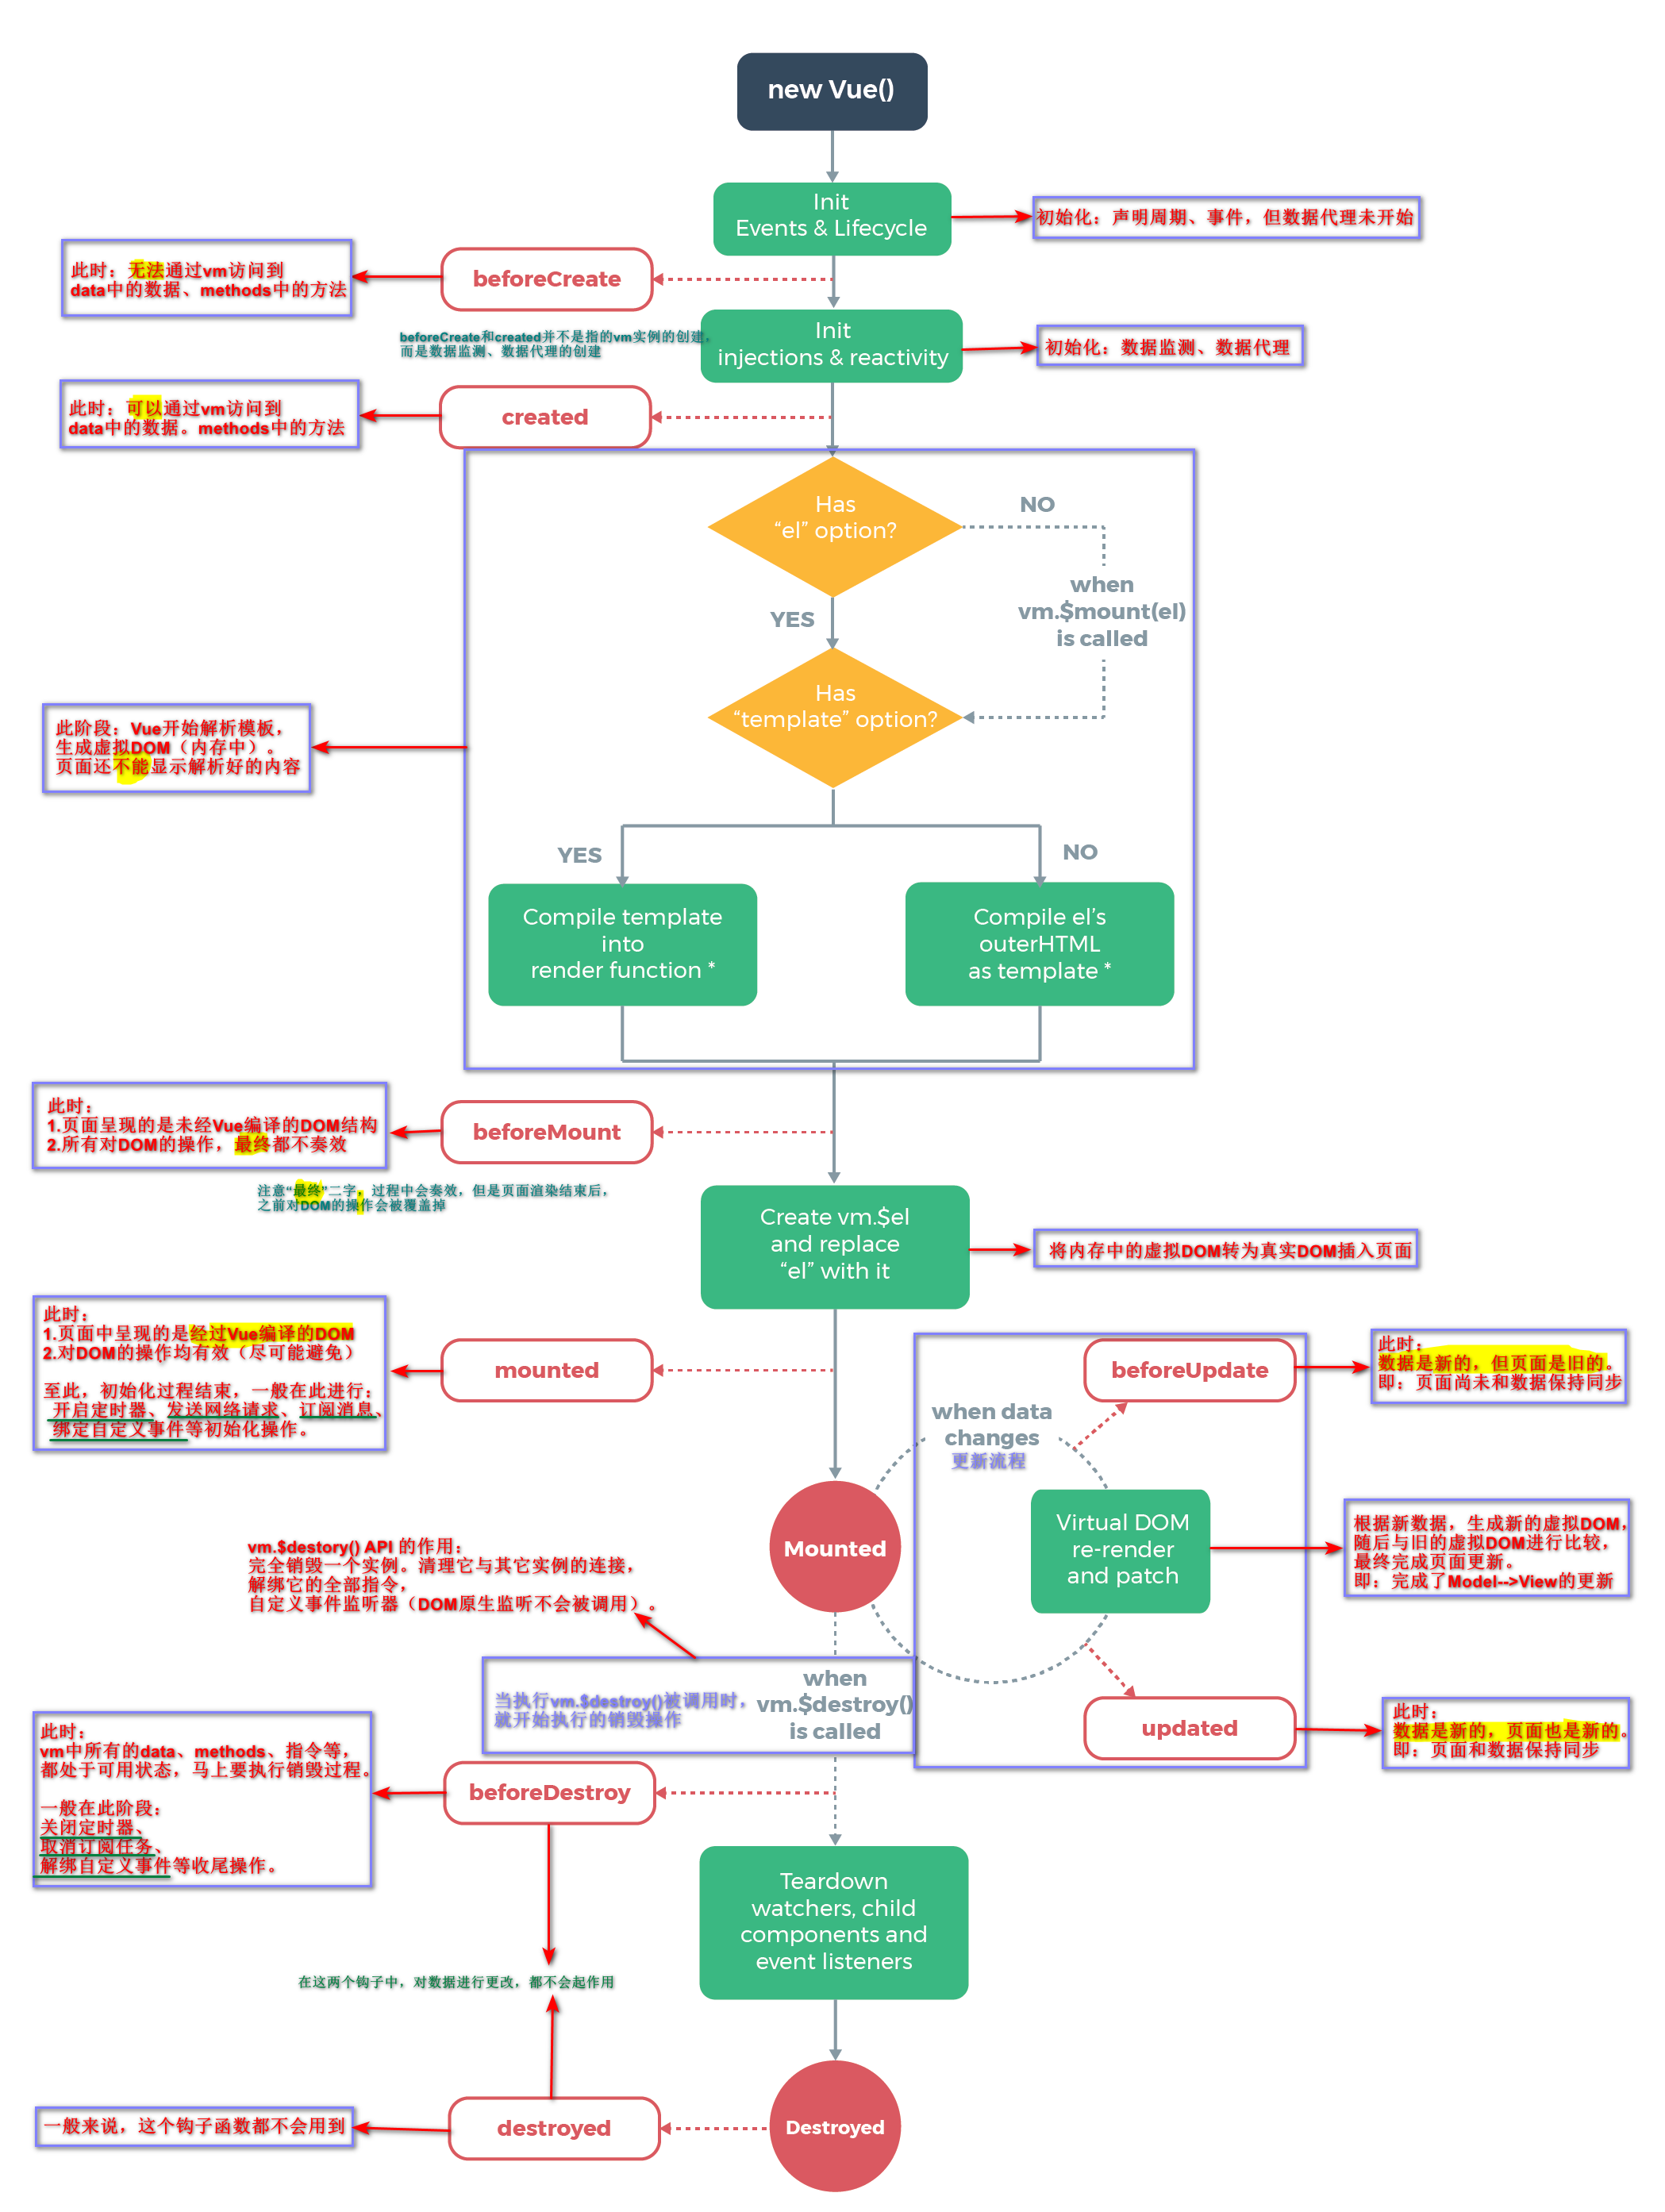 new Vue()
Init
Events & Lifecycle
初始化：声明周期、事件，但数据代理未开始
此时：无法通过vm访问到
data中的数据、methods中的方法
beforeCreate
beforeCreate和created并不是指的vm实例的创建，
而是数据监测、数据代理的创建
Init
injections & reactivity
初始化：数据监测、数据代理
此时：可以通过vm访问到
data中的数据。methods中的方法
created
Has
“el” option?
NO
when
vm.$mount(el)
is called
YES
Has
“template” option?
此阶段：Vue开始解析模板，
生成虚拟DOM（内存中）。
页面还不能显示解析好的内容
YES
NO
Compile template
into
render function *
Compile el’s
outerHTML
as template *
此时：
1.页面呈现的是未经Vue编译的DOM结构
2.所有对DOM的操作，最终都不奏效
beforeMount
注意“最终”二字，过程中会奏效，但是页面渲染结束后，
之前对DOM的操作会被覆盖掉
Create vm.$el
and replace
“el” with it
将内存中的虚拟DOM转为真实DOM插入页面
此时：
1.页面中呈现的是经过Vue编译的DOM
2.对DOM的操作均有效（尽可能避免）
至此，初始化过程结束，一般在此进行：
开启定时器、发送网络请求、订阅消息、
绑定自定义事件等初始化操作。
mounted
beforeUpdate
此时：
数据是新的，但页面是旧的。
即：页面尚未和数据保持同步
when data
changes
更新流程
Mounted
Virtual DOM
re-render
and patch
根据新数据，生成新的虚拟DOM，
随后与旧的虚拟DOM进行比较，
最终完成页面更新。
即：完成了Model-->View的更新
vm.$destory() API 的作用：
完全销毁一个实例。清理它与其它实例的连接，
解绑它的全部指令，
自定义事件监听器（DOM原生监听不会被调用）。
当执行vm.$destroy()被调用时，
就开始执行的销毁操作
when
vm.$destroy()
is called
updated
此时：
数据是新的，页面也是新的。
即：页面和数据保持同步
此时：
vm中所有的data、methods、指令等，
都处于可用状态，马上要执行销毁过程。
一般在此阶段：
关闭定时器、
取消订阅任务、
解绑自定义事件等收尾操作。
beforeDestroy
Teardown
watchers, child
components and
event listeners
在这两个钩子中，对数据进行更改，都不会起作用
一般来说，这个钩子函数都不会用到
destroyed
Destroyed